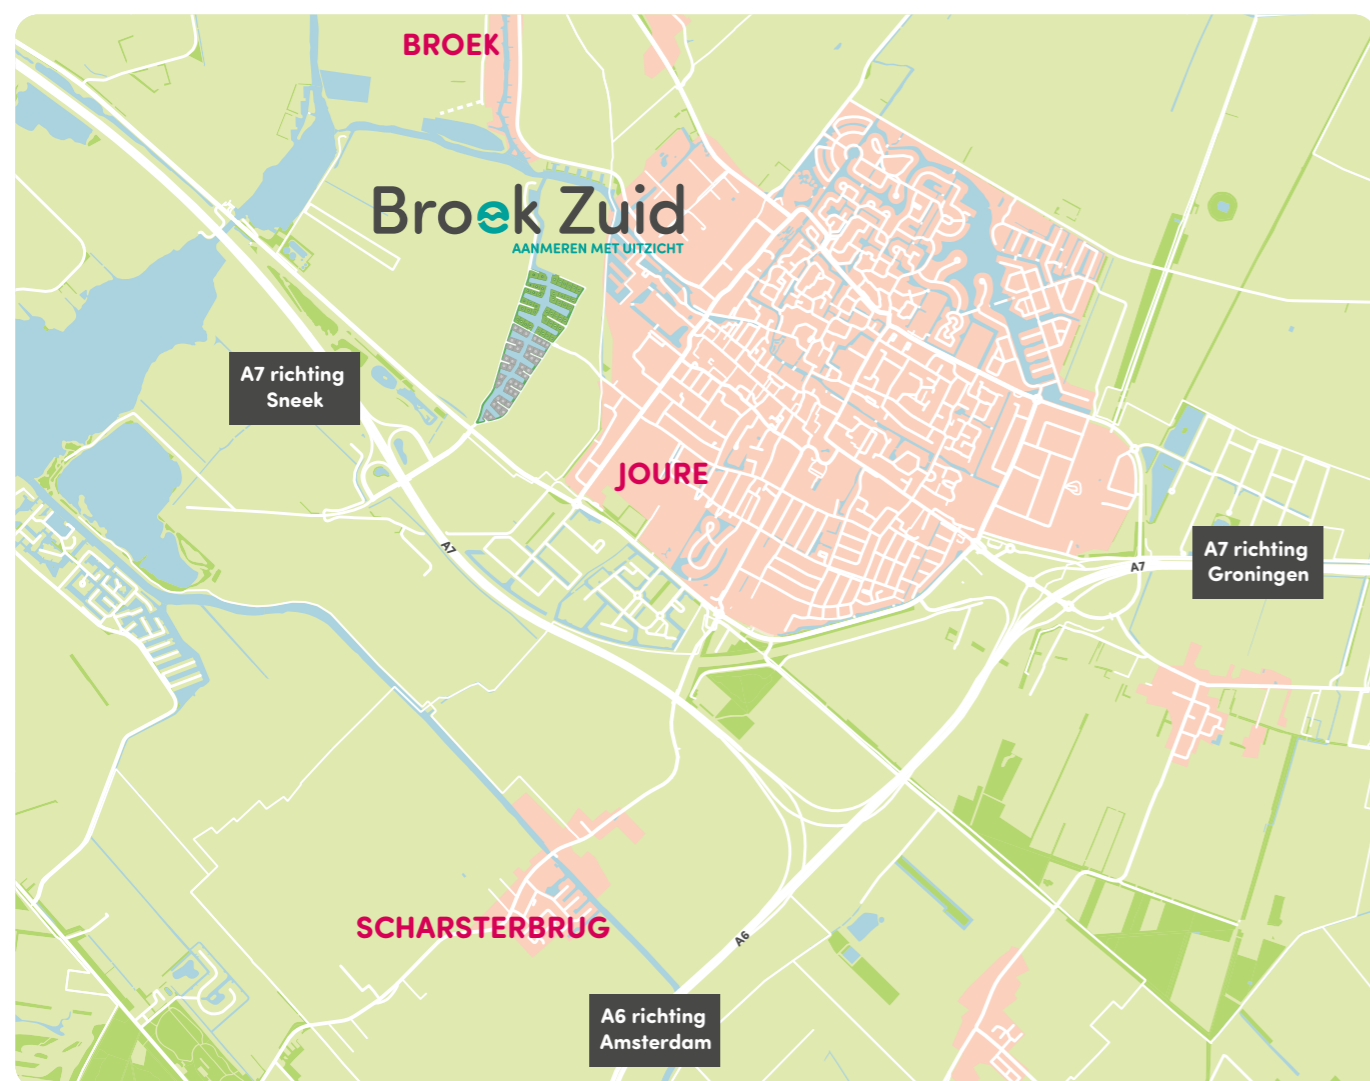 BROEK
Broek Zuid
AANMEREN MET UITZICHT
A7 richting
Sneek
JOURE
A7
A7
A7 richting
Groningen
SCHARSTERBRUG
A6
A6 richting
Amsterdam